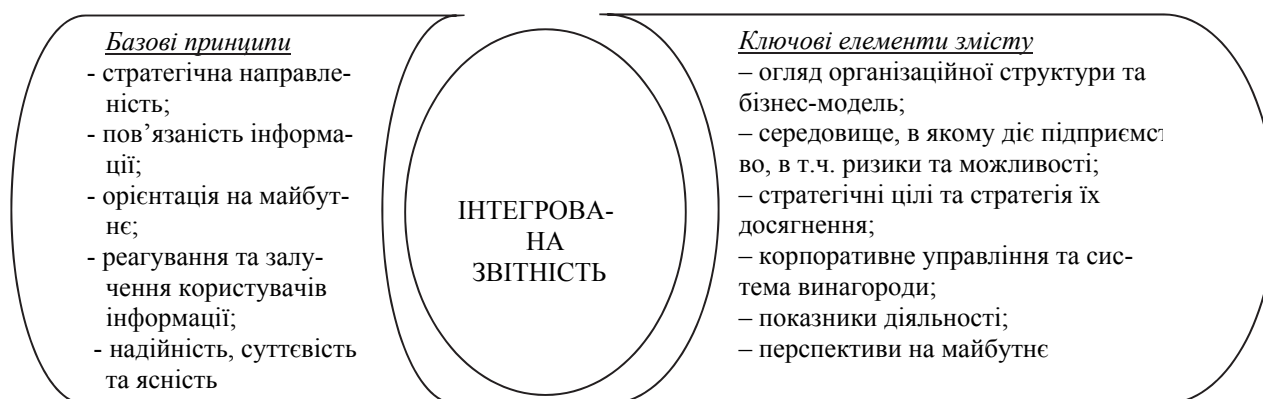 Базові принципи
- стратегічна направле-
ність;
- пов’язаність інформа-
ції;
- орієнтація на майбут-
нє;
- реагування та залу-
чення користувачів
інформації;
- надійність, суттєвість
та ясність
ІНТЕГРОВА-
НА
ЗВІТНІСТЬ
Ключові елементи змісту
– огляд організаційної структури та
бізнес-модель;
– середовище, в якому діє підприємст
во, в т.ч. ризики та можливості;
– стратегічні цілі та стратегія їх
досягнення;
– корпоративне управління та сис-
тема винагороди;
– показники діяльності;
– перспективи на майбутнє